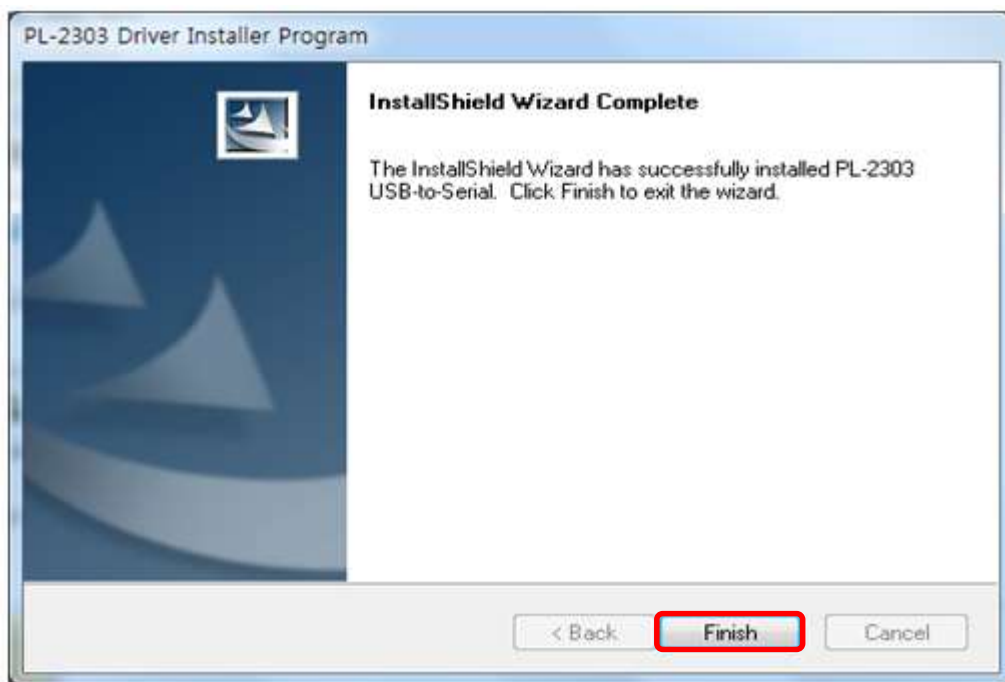 PL-2303 Driver Installer Program
InstallShield Wizard Complete
The InstallShield Wizard has successfully installed PL-2303
USB-to-Serial. Click Finish to exit the wizard.
< Back
Finish
Cancel